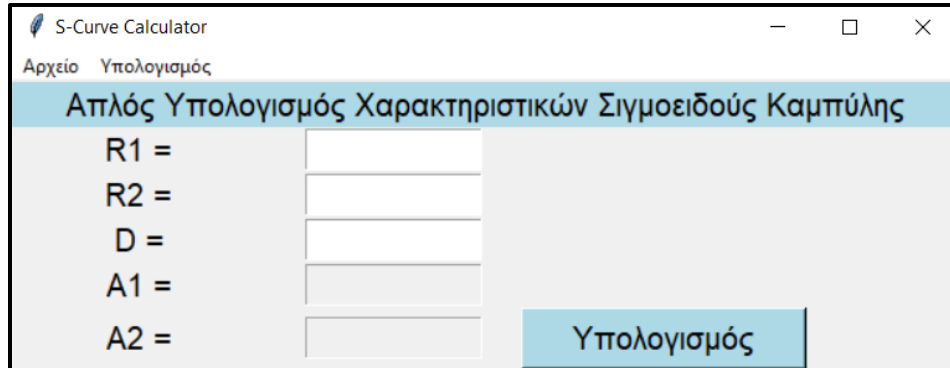 S-Curve Calculator
Αρχείο Υπολογισμός
Απλός Υπολογισμός Χαρακτηριστικών Σιγμοειδούς Καμπύλης
R1 =
R2 =
D =
A1 =
A2 =
Υπολογισμός